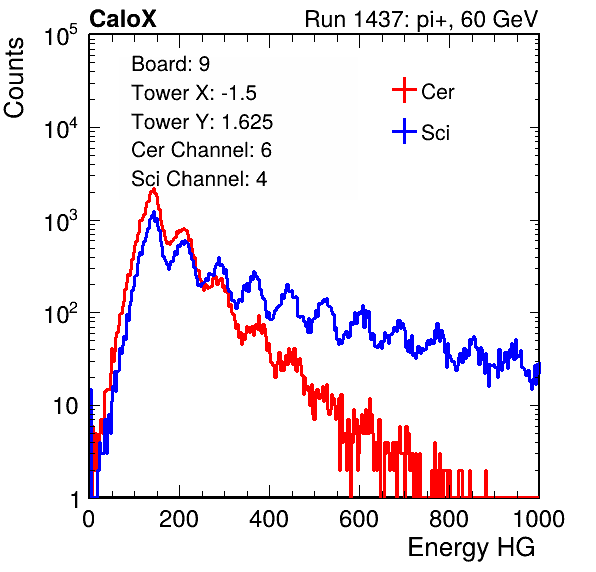 CaloX Run 1437: pi+, 60 GeV
Counts
Board: 9
Tower X: -1.5
Tower Y: 1.625
Cer Channel: 6
Sci Channel: 4
Cer
Sci
10^5
10^4
10^3
10^2
10
1
0 200 400 600 800 1000
Energy HG